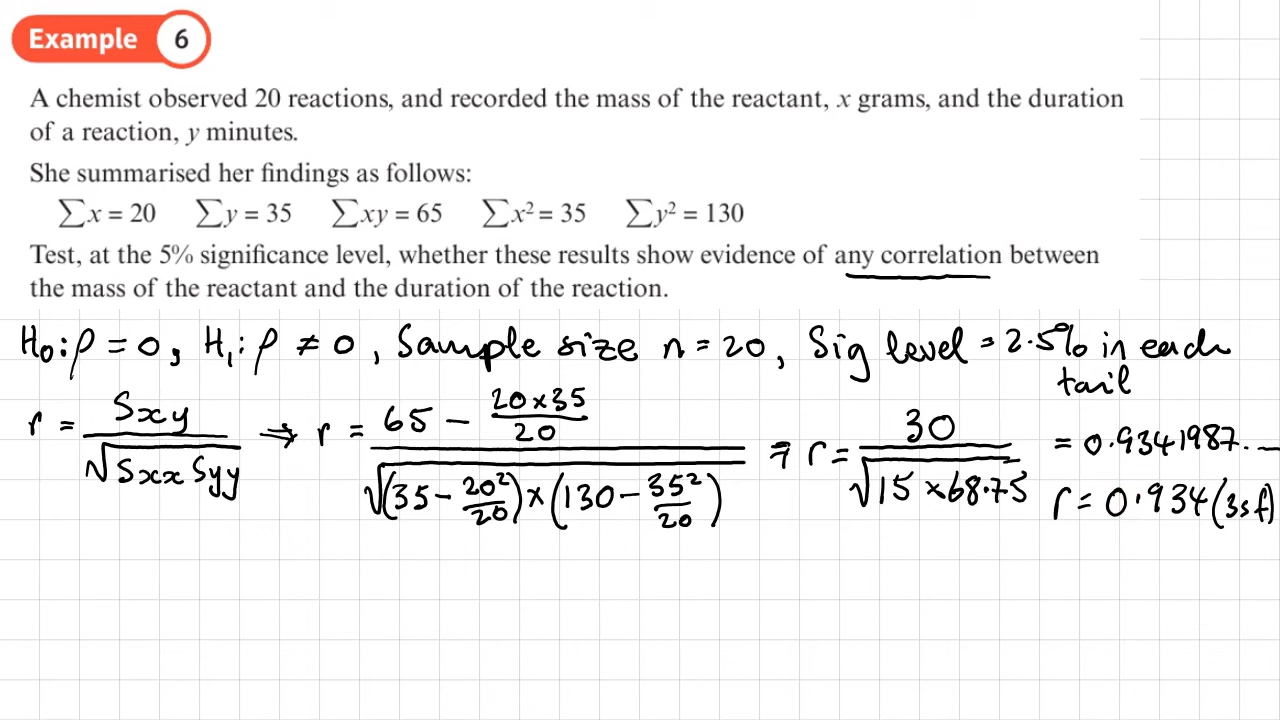 Example 6
A chemist observed 20 reactions, and recorded the mass of the reactant, x grams, and the duration
of a reaction, y minutes.
She summarised her findings as follows:
∑x = 20 ∑y = 35 ∑xy = 65 ∑x² = 35 ∑y² = 130
Test, at the 5% significance level, whether these results show evidence of any correlation between
the mass of the reactant and the duration of the reaction.
H₀: ρ = 0, H₁: ρ ≠ 0, Sample size n = 20, Sig level = 2.5% in each
tail
r = Sxy / √(Sxx Syy) ⇒ r = (65 − (20×35)/20) / √((35 − 20²/20) × (130 − 35²/20)) ⇒ r = 30 / √(15 × 68.75) = 0.9341987...
r = 0.934 (3sf)